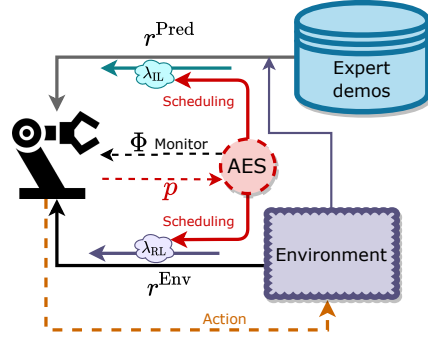 r^Pred
λ_IL
Expert
demos
Scheduling
Φ Monitor
AES
p
Scheduling
λ_RL
Environment
r^Env
Action